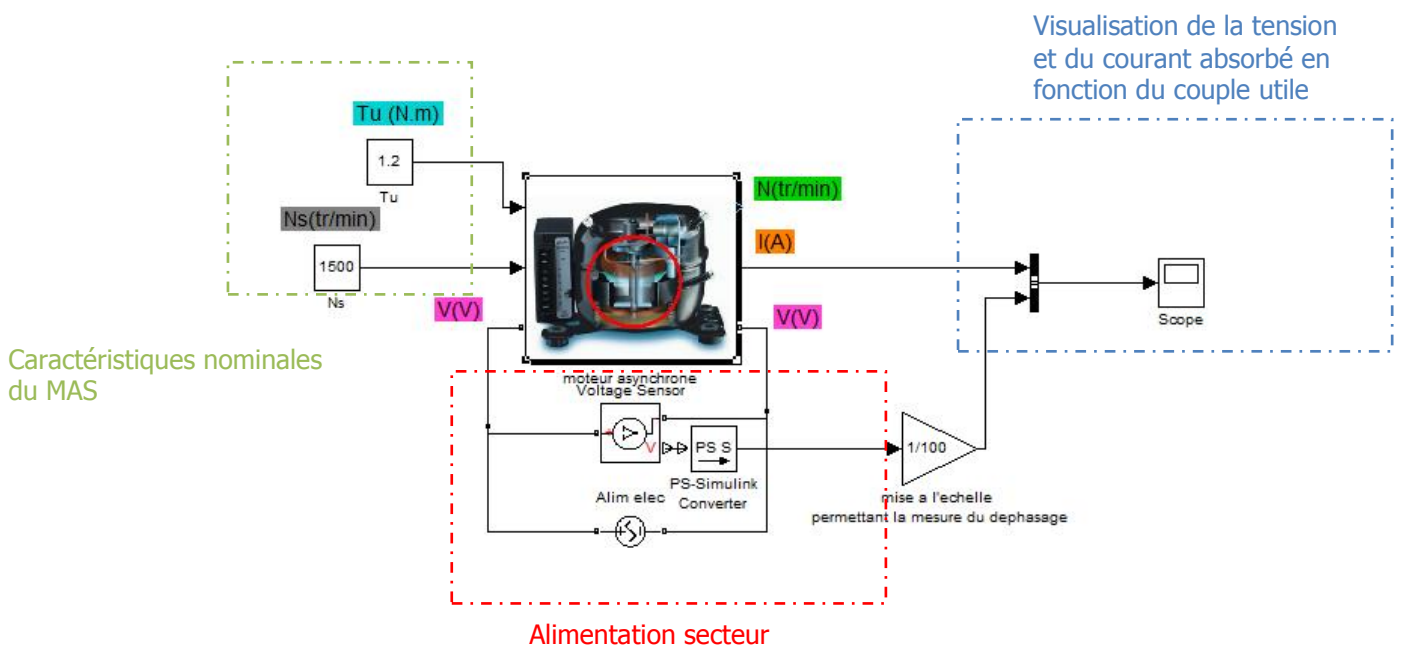 Visualisation de la tension
et du courant absorbé en
fonction du couple utile
Tu (N.m)
1.2
Tu
Ns(tr/min)
1500
Ns
N(tr/min)
I(A)
V(V)
V(V)
Scope
Caractéristiques nominales
du MAS
moteur asynchrone
Voltage Sensor
V
PS S
PS-Simulink
Converter
Alim elec
1/100
mise a l'echelle
permettant la mesure du dephasage
Alimentation secteur